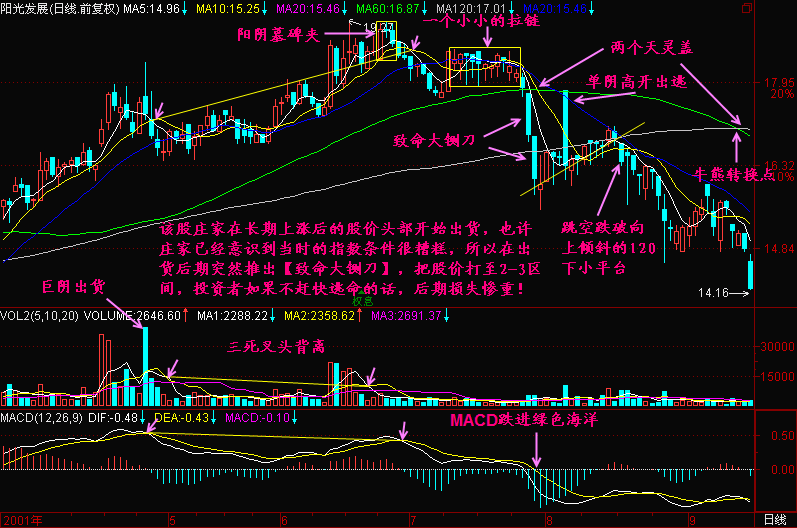 阳光发展(日线.前复权) MA5:14.96↓ MA10:15.25↓ MA20:15.46↓ MA60:16.87↓ MA120:17.01↓ MA20:15.46↓
19.27
阳阴墓碑夹
一个小小的拉链
两个天灵盖
单阴高开出逃
17.95
20%
致命大铡刀
16.32
10%
牛熊转换点
该股庄家在长期上涨后的股价头部开始出货，也许
庄家已经意识到当时的指数条件很糟糕，所以在出
货后期突然推出【致命大铡刀】，把股价打至2-3区
间，投资者如果不赶快逃命的话，后期损失惨重！
跳空跌破向
上倾斜的120
下小平台
14.84
巨阴出货
14.16
权息
VOL2(5,10,20) VOLUME:2646.60↑ MA1:2288.22↓ MA2:2358.62↑ MA3:2691.37↓
三死叉头背高
30000
15000
MACD(12,26,9) DIF:-0.48↓ DEA:-0.43↓ MACD:-0.10↓
MACD跌进绿色海洋
0.50
0.00
2001年 5 6 7 8 9 日线